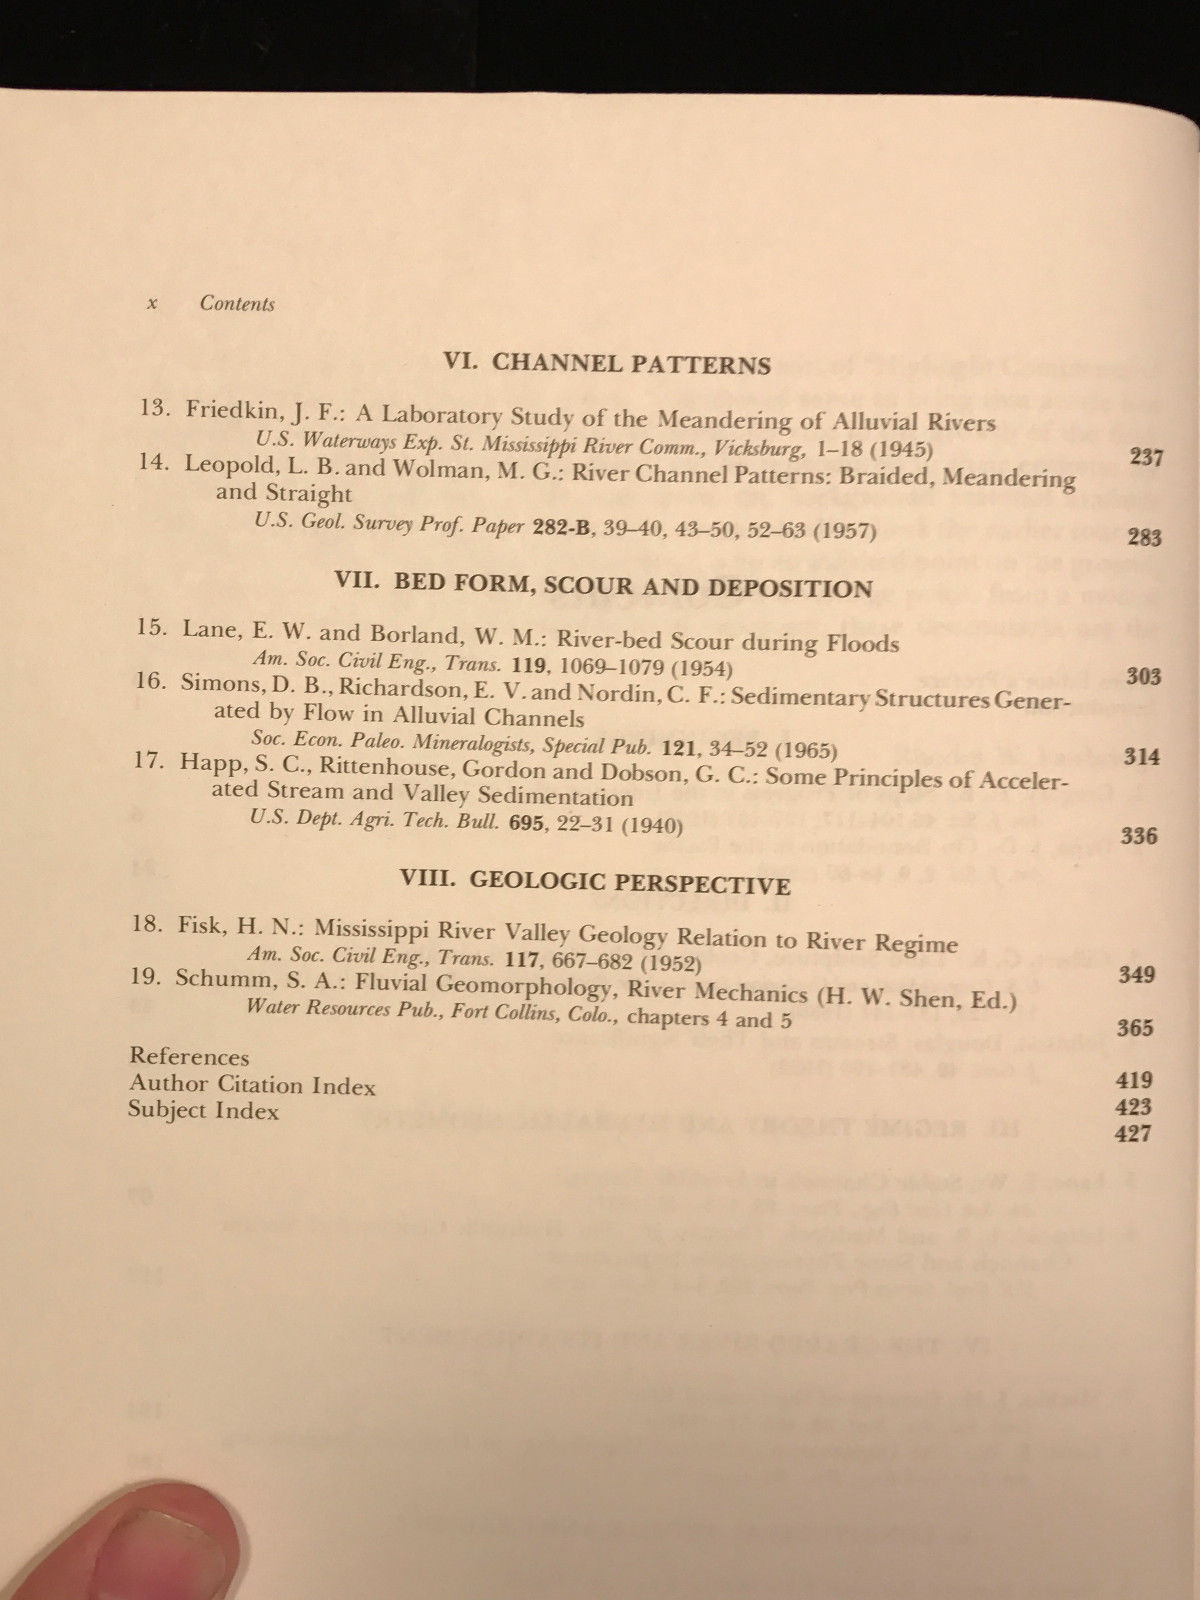 x Contents
VI. CHANNEL PATTERNS
13. Friedkin, J. F.: A Laboratory Study of the Meandering of Alluvial Rivers
U.S. Waterways Exp. St. Mississippi River Comm., Vicksburg, 1–18 (1945) 237
14. Leopold, L. B. and Wolman, M. G.: River Channel Patterns: Braided, Meandering
and Straight
U.S. Geol. Survey Prof. Paper 282-B, 39–40, 43–50, 52–63 (1957) 283
VII. BED FORM, SCOUR AND DEPOSITION
15. Lane, E. W. and Borland, W. M.: River-bed Scour during Floods
Am. Soc. Civil Eng., Trans. 119, 1069–1079 (1954) 303
16. Simons, D. B., Richardson, E. V. and Nordin, C. F.: Sedimentary Structures Gener-
ated by Flow in Alluvial Channels
Soc. Econ. Paleo. Mineralogists, Special Pub. 121, 34–52 (1965) 314
17. Happ, S. C., Rittenhouse, Gordon and Dobson, G. C.: Some Principles of Acceler-
ated Stream and Valley Sedimentation
U.S. Dept. Agri. Tech. Bull. 695, 22–31 (1940) 336
VIII. GEOLOGIC PERSPECTIVE
18. Fisk, H. N.: Mississippi River Valley Geology Relation to River Regime
Am. Soc. Civil Eng., Trans. 117, 667–682 (1952) 349
19. Schumm, S. A.: Fluvial Geomorphology, River Mechanics (H. W. Shen, Ed.)
Water Resources Pub., Fort Collins, Colo., chapters 4 and 5 365
References 419
Author Citation Index 423
Subject Index 427